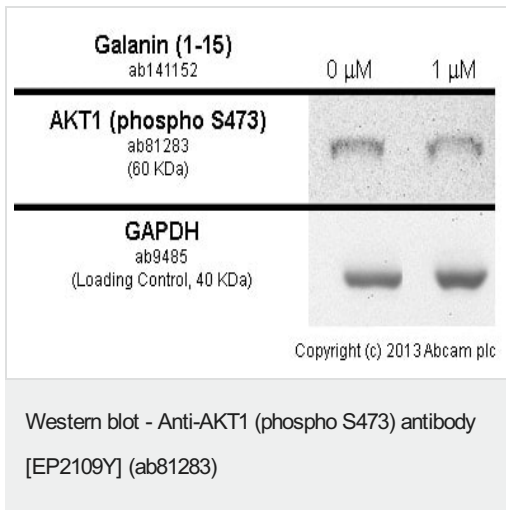 Galanin (1-15)
ab141152
0 µM 1 µM
AKT1 (phospho S473)
ab81283
(60 KDa)
GAPDH
ab9485
(Loading Control, 40 KDa)
Copyright (c) 2013 Abcam plc
Western blot - Anti-AKT1 (phospho S473) antibody
[EP2109Y] (ab81283)